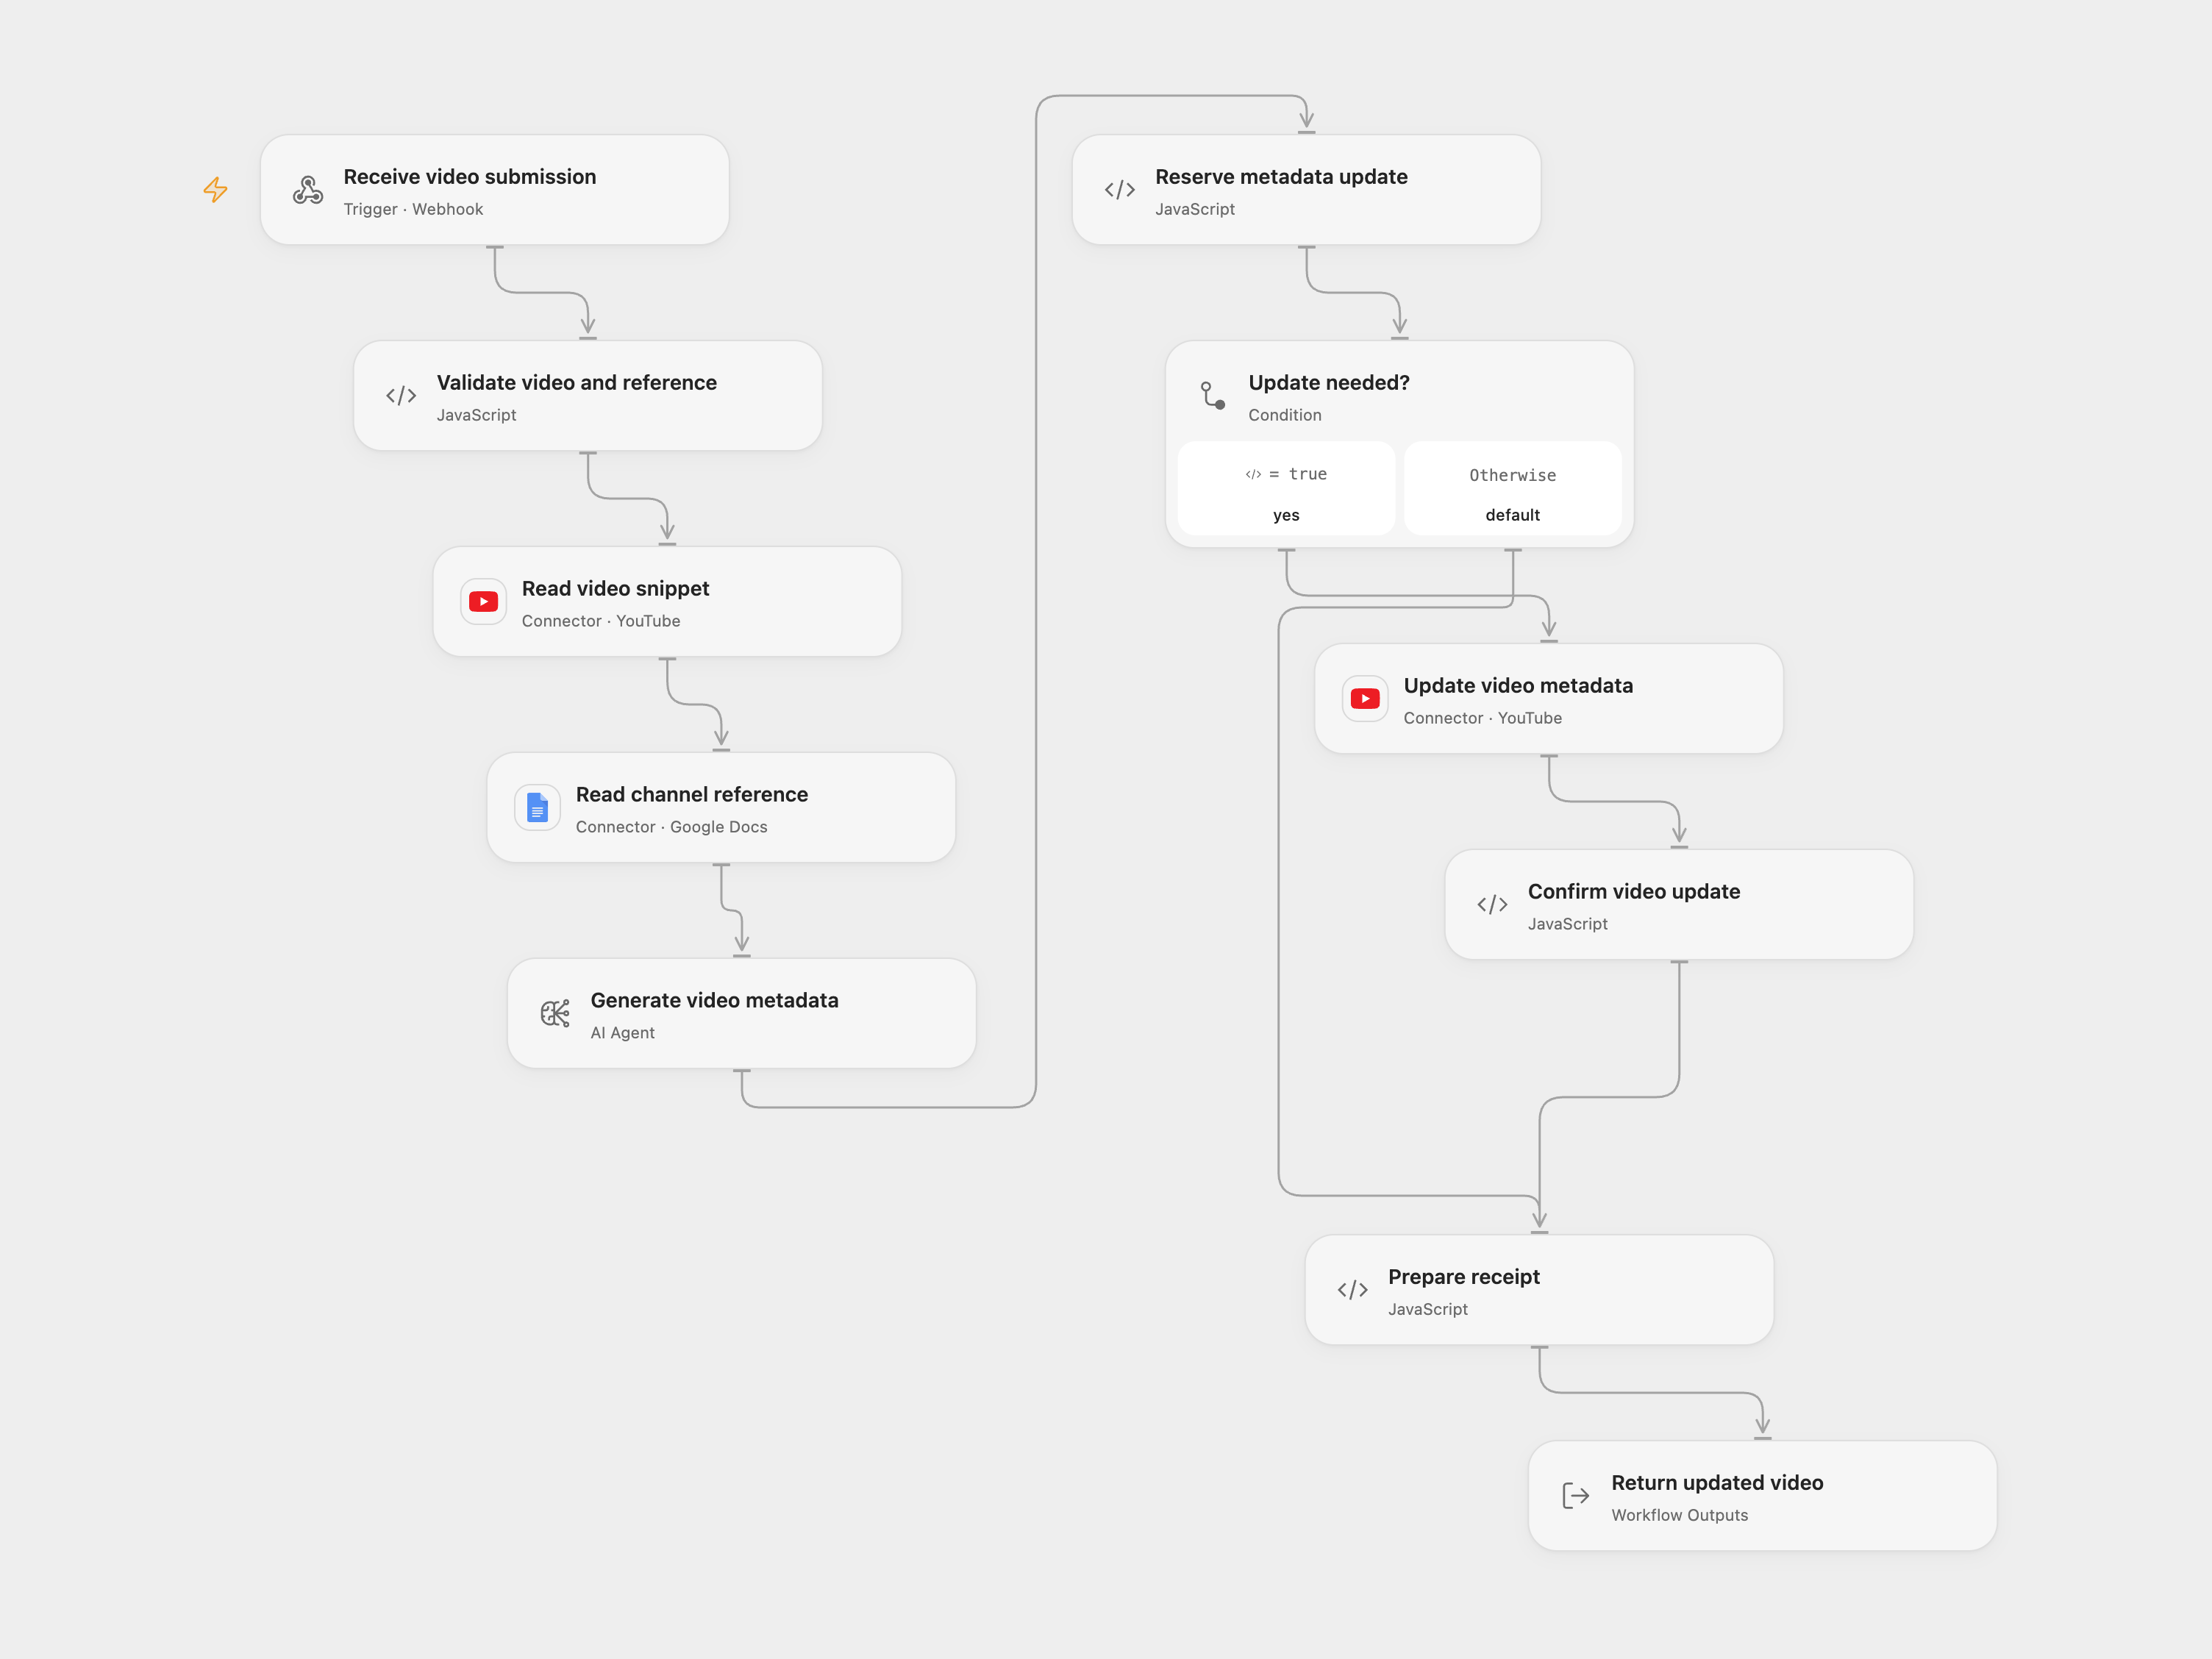 Receive video submission
Trigger · Webhook
Validate video and reference
JavaScript
Read video snippet
Connector · YouTube
Read channel reference
Connector · Google Docs
Generate video metadata
AI Agent
Reserve metadata update
JavaScript
Update needed?
Condition
</> = true
yes
Otherwise
default
Update video metadata
Connector · YouTube
Confirm video update
JavaScript
Prepare receipt
JavaScript
Return updated video
Workflow Outputs